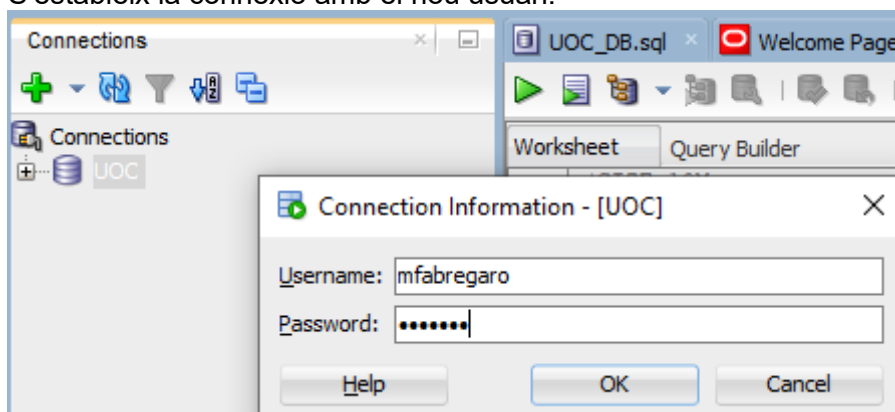 S'estableix la connexió amb el nou usuari.
Connections
UOC_DB.sql
Welcome Page
Connections
Worksheet
Query Builder
UOC
Connection Information - [UOC]
Username: mfabregaro
Password: •••••••
Help
OK
Cancel